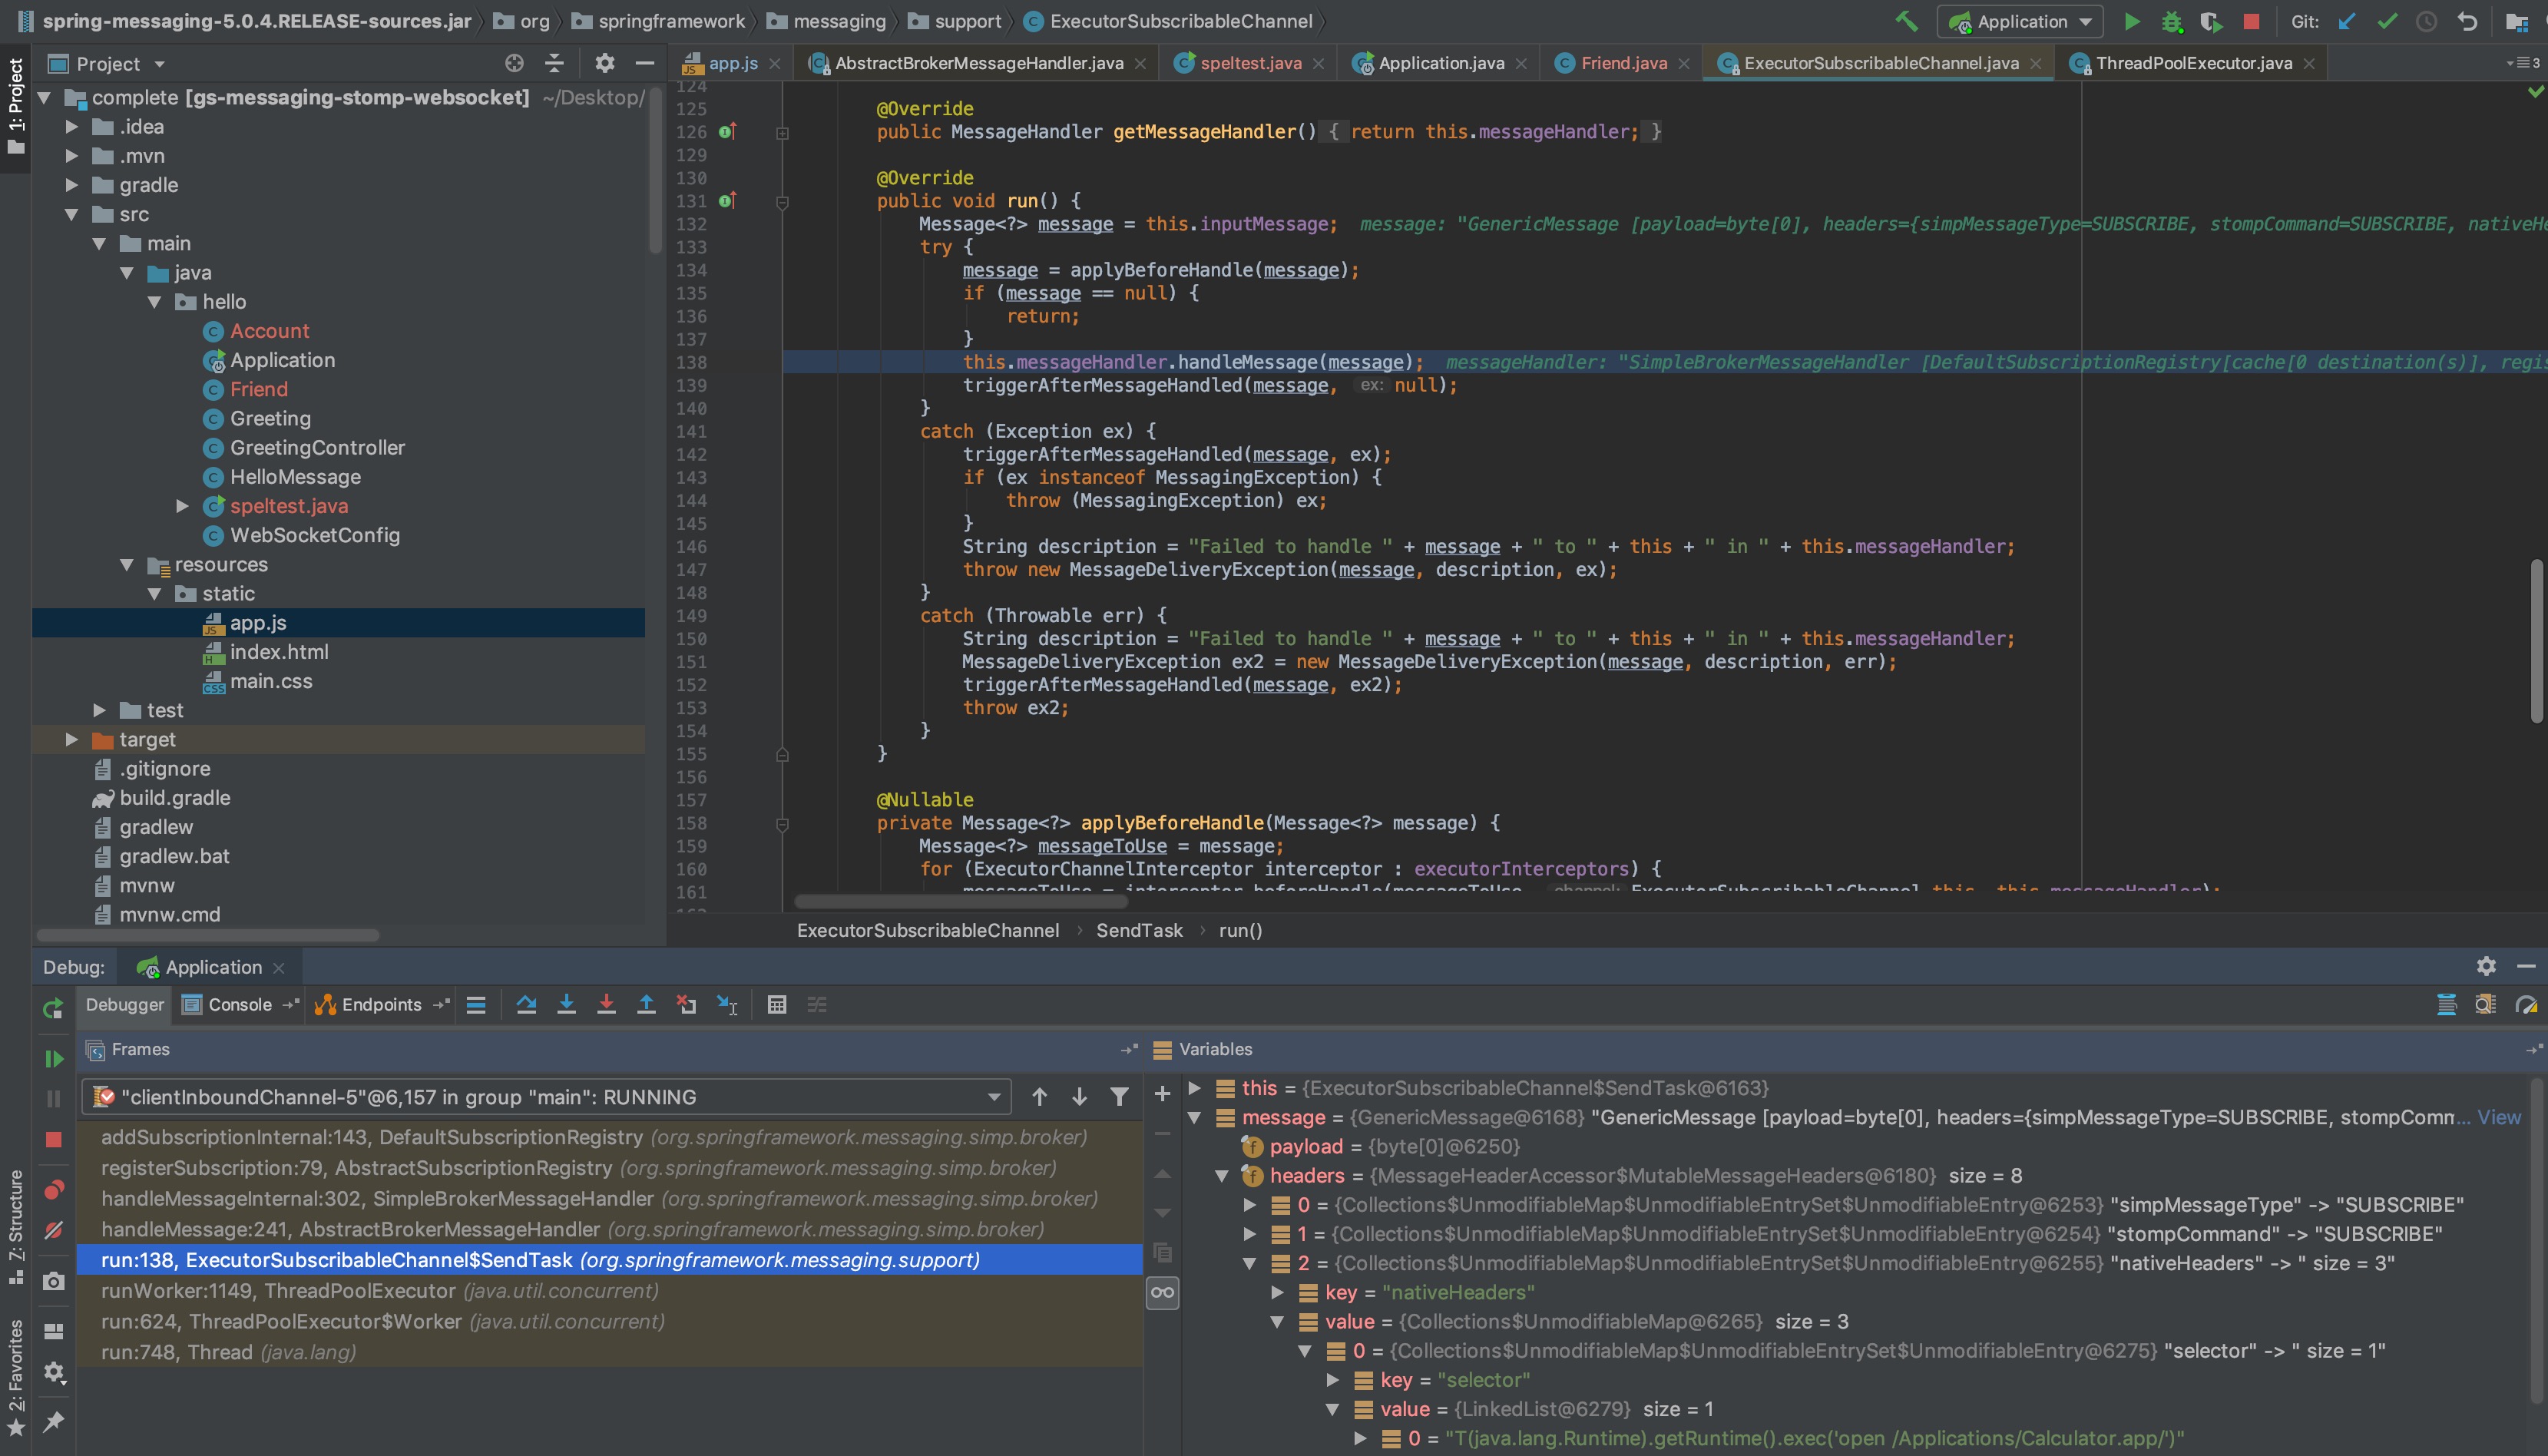 spring-messaging-5.0.4.RELEASE-sources.jar org springframework messaging support ExecutorSubscribableChannel Application Git:
1: Project
Project
app.js AbstractBrokerMessageHandler.java speltest.java Application.java Friend.java ExecutorSubscribableChannel.java ThreadPoolExecutor.java 3
complete [gs-messaging-stomp-websocket] ~/Desktop/
.idea
.mvn
gradle
src
main
java
hello
Account
Application
Friend
Greeting
GreetingController
HelloMessage
speltest.java
WebSocketConfig
resources
static
app.js
index.html
main.css
test
target
.gitignore
build.gradle
gradlew
gradlew.bat
mvnw
mvnw.cmd
124
125 @Override
126 public MessageHandler getMessageHandler() { return this.messageHandler; }
129
130 @Override
131 public void run() {
132 Message<?> message = this.inputMessage; message: "GenericMessage [payload=byte[0], headers={simpMessageType=SUBSCRIBE, stompCommand=SUBSCRIBE, nativeHe
133 try {
134 message = applyBeforeHandle(message);
135 if (message == null) {
136 return;
137 }
138 this.messageHandler.handleMessage(message); messageHandler: "SimpleBrokerMessageHandler [DefaultSubscriptionRegistry[cache[0 destination(s)], regis
139 triggerAfterMessageHandled(message, ex: null);
140 }
141 catch (Exception ex) {
142 triggerAfterMessageHandled(message, ex);
143 if (ex instanceof MessagingException) {
144 throw (MessagingException) ex;
145 }
146 String description = "Failed to handle " + message + " to " + this + " in " + this.messageHandler;
147 throw new MessageDeliveryException(message, description, ex);
148 }
149 catch (Throwable err) {
150 String description = "Failed to handle " + message + " to " + this + " in " + this.messageHandler;
151 MessageDeliveryException ex2 = new MessageDeliveryException(message, description, err);
152 triggerAfterMessageHandled(message, ex2);
153 throw ex2;
154 }
155 }
156
157 @Nullable
158 private Message<?> applyBeforeHandle(Message<?> message) {
159 Message<?> messageToUse = message;
160 for (ExecutorChannelInterceptor interceptor : executorInterceptors) {
161 messageToUse = interceptor.beforeHandle(messageToUse, channel: ExecutorSubscribableChannel.this, this.messageHandler);
ExecutorSubscribableChannel SendTask run()
Debug: Application
Debugger Console Endpoints
Frames
"clientInboundChannel-5"@6,157 in group "main": RUNNING
addSubscriptionInternal:143, DefaultSubscriptionRegistry (org.springframework.messaging.simp.broker)
registerSubscription:79, AbstractSubscriptionRegistry (org.springframework.messaging.simp.broker)
handleMessageInternal:302, SimpleBrokerMessageHandler (org.springframework.messaging.simp.broker)
handleMessage:241, AbstractBrokerMessageHandler (org.springframework.messaging.simp.broker)
run:138, ExecutorSubscribableChannel$SendTask (org.springframework.messaging.support)
runWorker:1149, ThreadPoolExecutor (java.util.concurrent)
run:624, ThreadPoolExecutor$Worker (java.util.concurrent)
run:748, Thread (java.lang)
Variables
this = {ExecutorSubscribableChannel$SendTask@6163}
message = {GenericMessage@6168} "GenericMessage [payload=byte[0], headers={simpMessageType=SUBSCRIBE, stompComm... View
payload = {byte[0]@6250}
headers = {MessageHeaderAccessor$MutableMessageHeaders@6180} size = 8
0 = {Collections$UnmodifiableMap$UnmodifiableEntrySet$UnmodifiableEntry@6253} "simpMessageType" -> "SUBSCRIBE"
1 = {Collections$UnmodifiableMap$UnmodifiableEntrySet$UnmodifiableEntry@6254} "stompCommand" -> "SUBSCRIBE"
2 = {Collections$UnmodifiableMap$UnmodifiableEntrySet$UnmodifiableEntry@6255} "nativeHeaders" -> " size = 3"
key = "nativeHeaders"
value = {Collections$UnmodifiableMap@6265} size = 3
0 = {Collections$UnmodifiableMap$UnmodifiableEntrySet$UnmodifiableEntry@6275} "selector" -> " size = 1"
key = "selector"
value = {LinkedList@6279} size = 1
0 = "T(java.lang.Runtime).getRuntime().exec('open /Applications/Calculator.app/')"
Z: Structure
2: Favorites